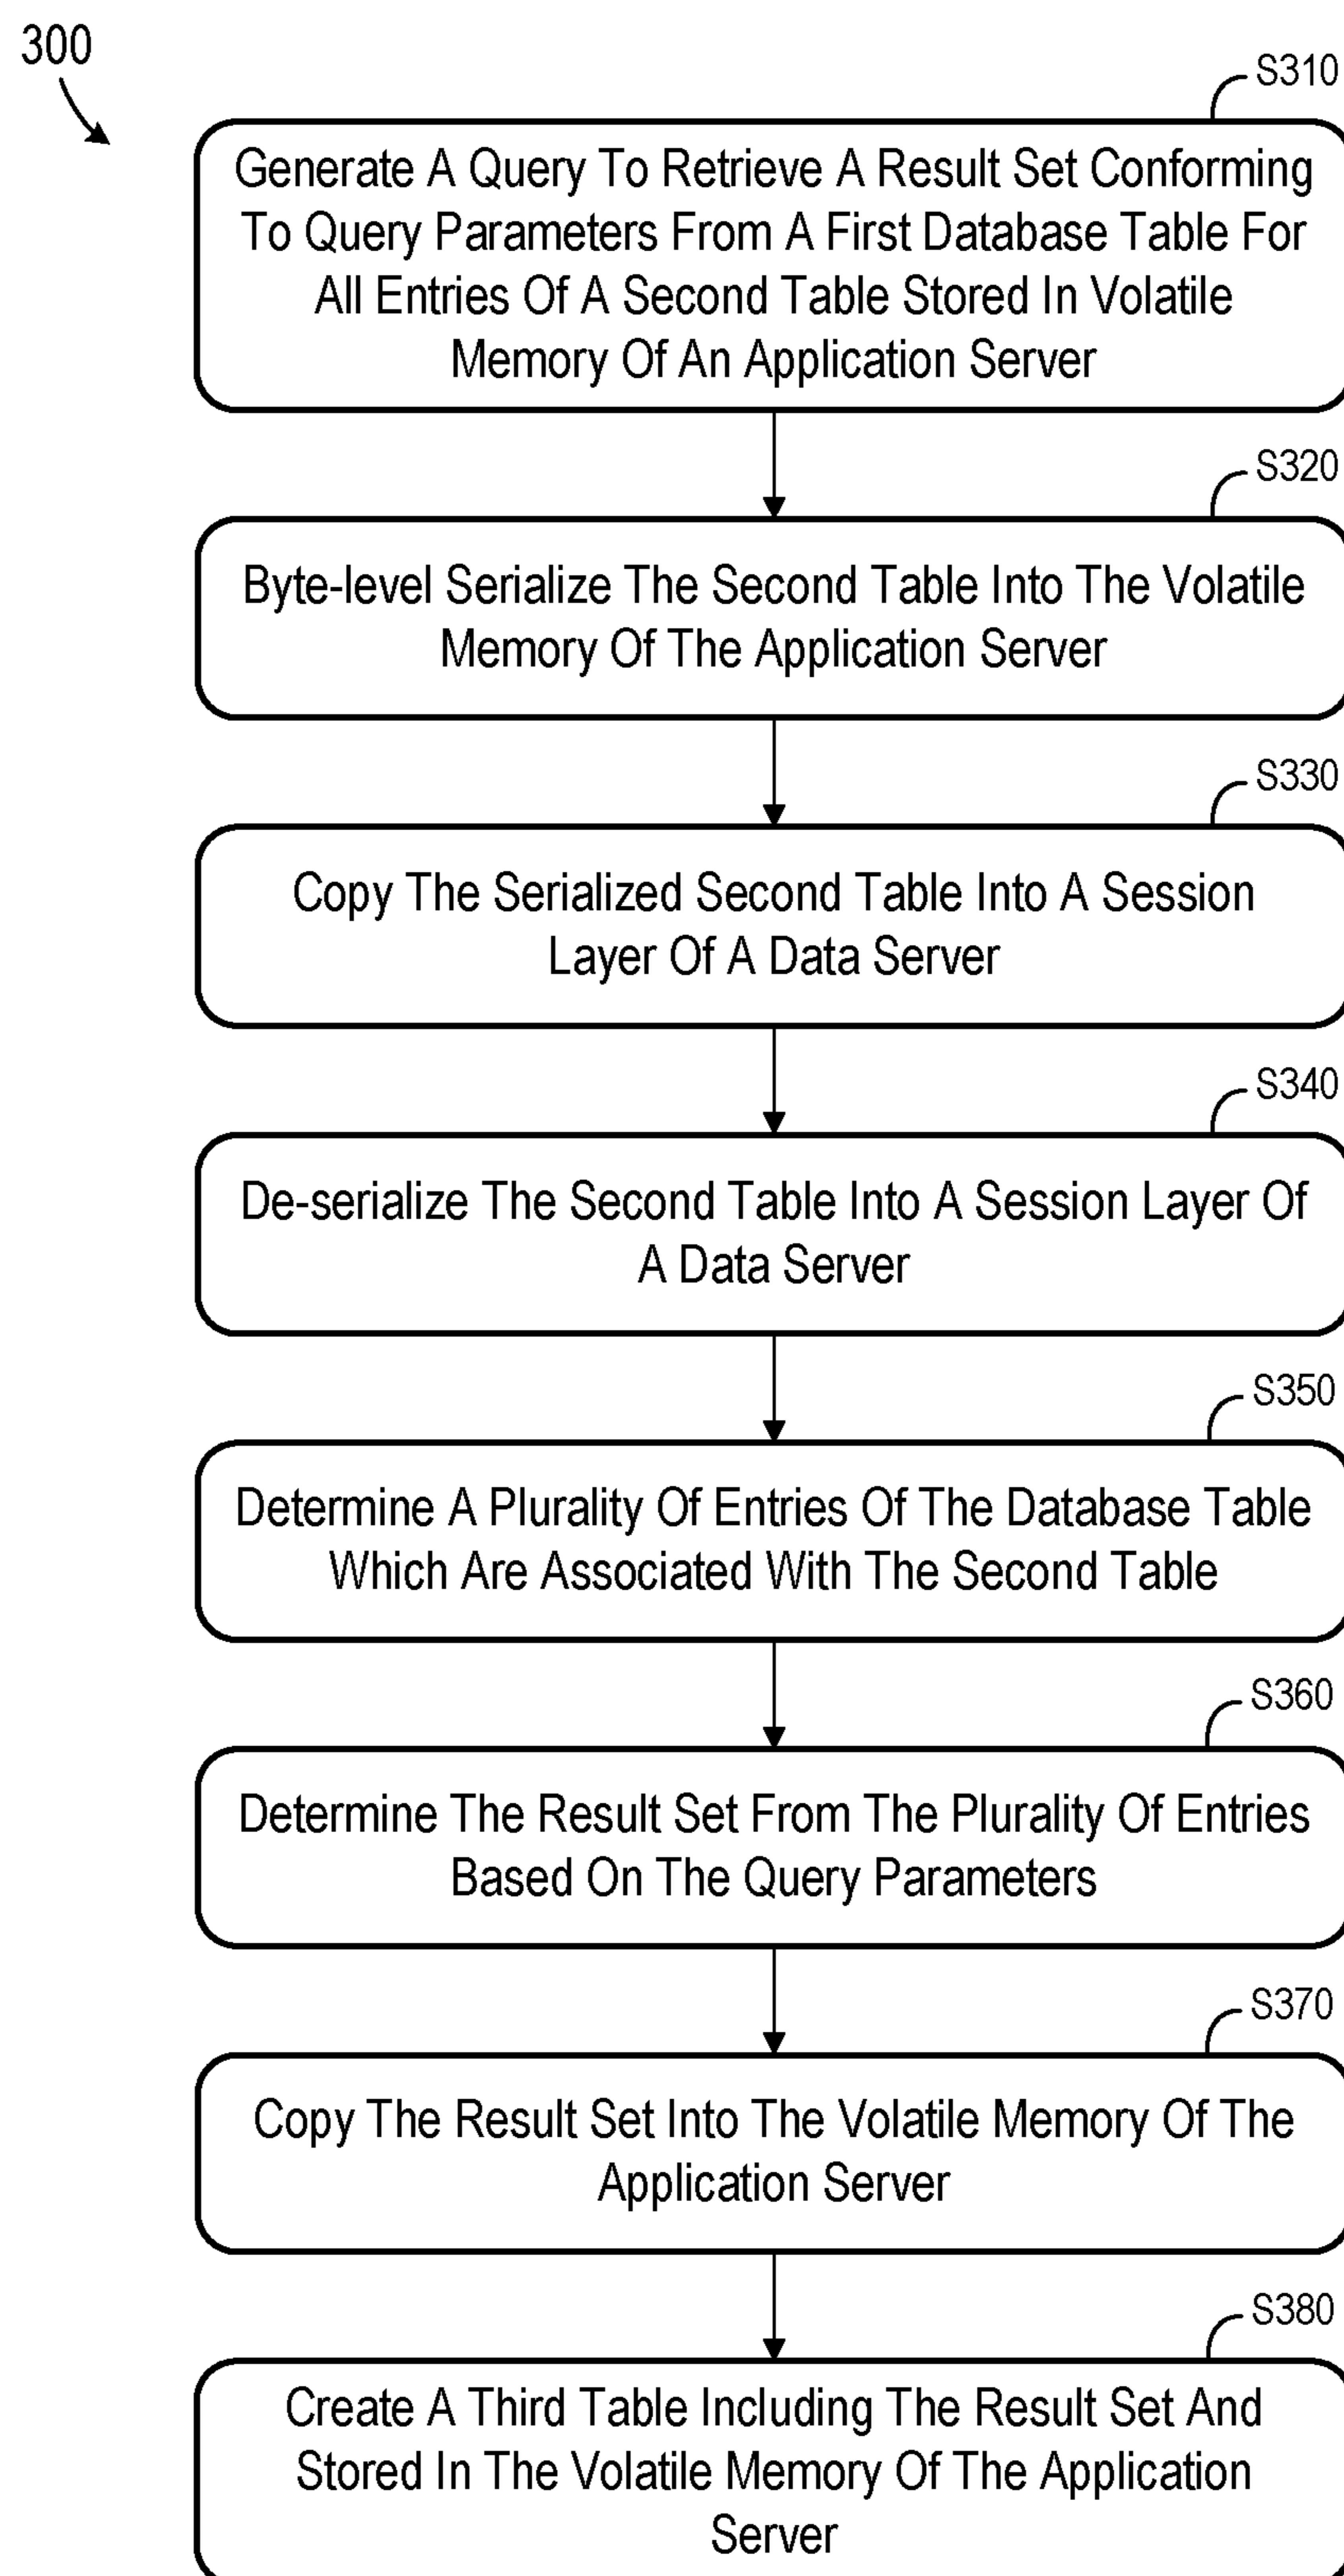 300
S310
Generate A Query To Retrieve A Result Set Conforming
To Query Parameters From A First Database Table For
All Entries Of A Second Table Stored In Volatile
Memory Of An Application Server
S320
Byte-level Serialize The Second Table Into The Volatile
Memory Of The Application Server
S330
Copy The Serialized Second Table Into A Session
Layer Of A Data Server
S340
De-serialize The Second Table Into A Session Layer Of
A Data Server
S350
Determine A Plurality Of Entries Of The Database Table
Which Are Associated With The Second Table
S360
Determine The Result Set From The Plurality Of Entries
Based On The Query Parameters
S370
Copy The Result Set Into The Volatile Memory Of The
Application Server
S380
Create A Third Table Including The Result Set And
Stored In The Volatile Memory Of The Application
Server